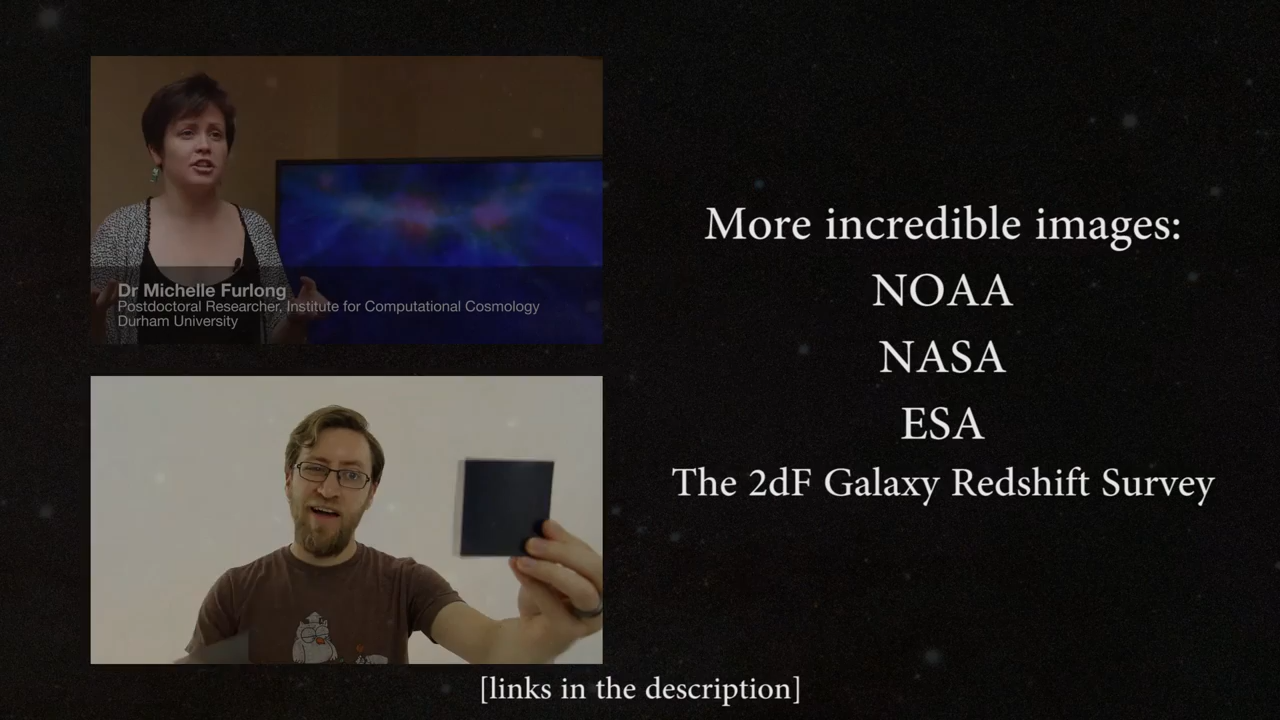 Dr Michelle Furlong
Postdoctoral Researcher, Institute for Computational Cosmology
Durham University
More incredible images:
NOAA
NASA
ESA
The 2dF Galaxy Redshift Survey
[links in the description]